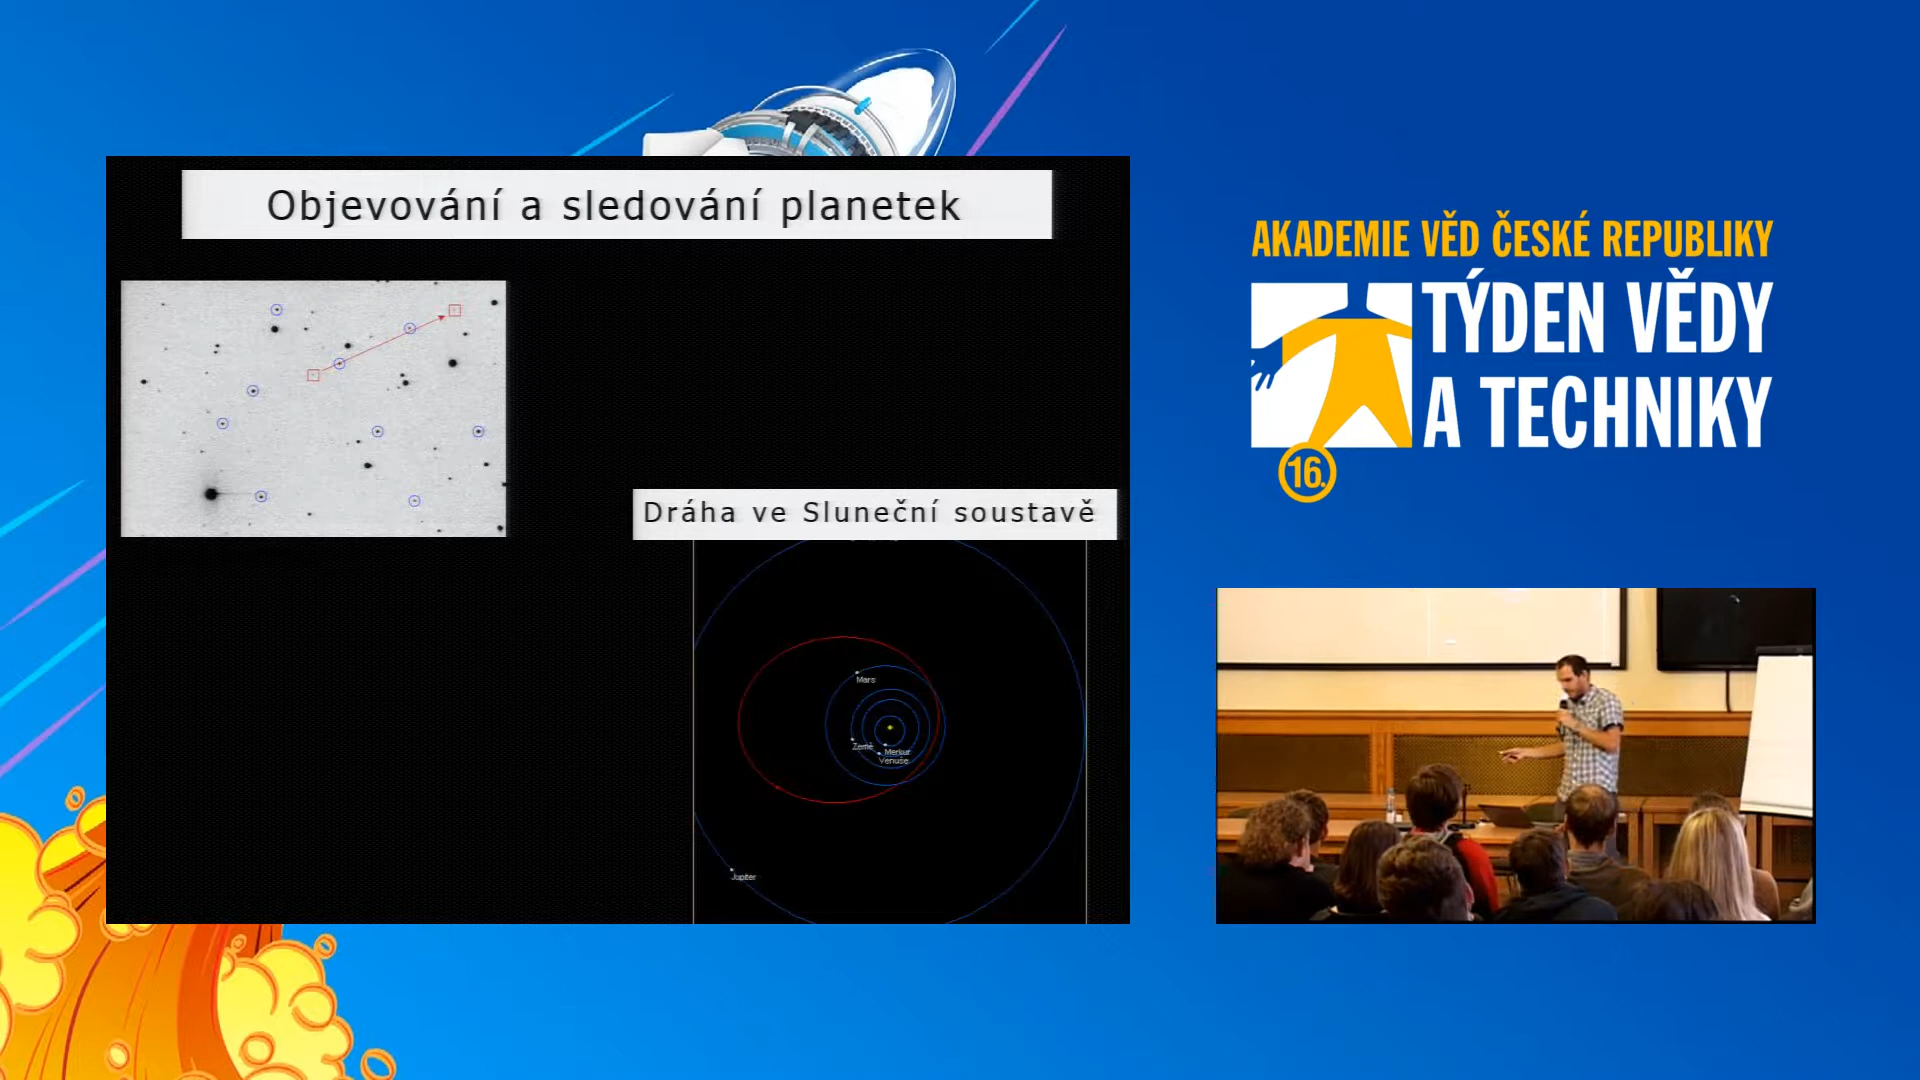 Objevování a sledování planetek
Dráha ve Sluneční soustavě
Mars
Země
Merkur
Venuše
Jupiter
AKADEMIE VĚD ČESKÉ REPUBLIKY
TÝDEN VĚDY
A TECHNIKY
16.